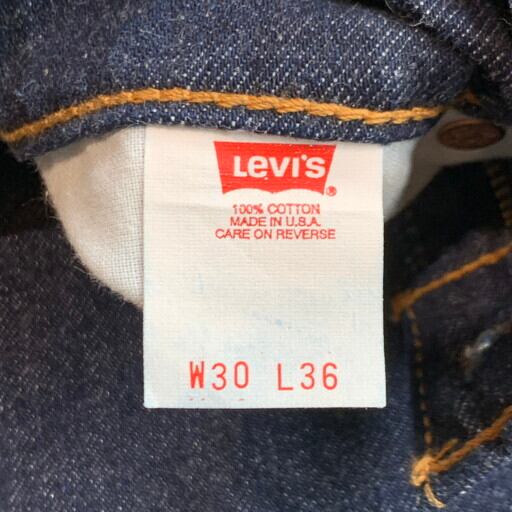 Levi's®
100% COTTON
MADE IN U.S.A.
CARE ON REVERSE
W30 L36